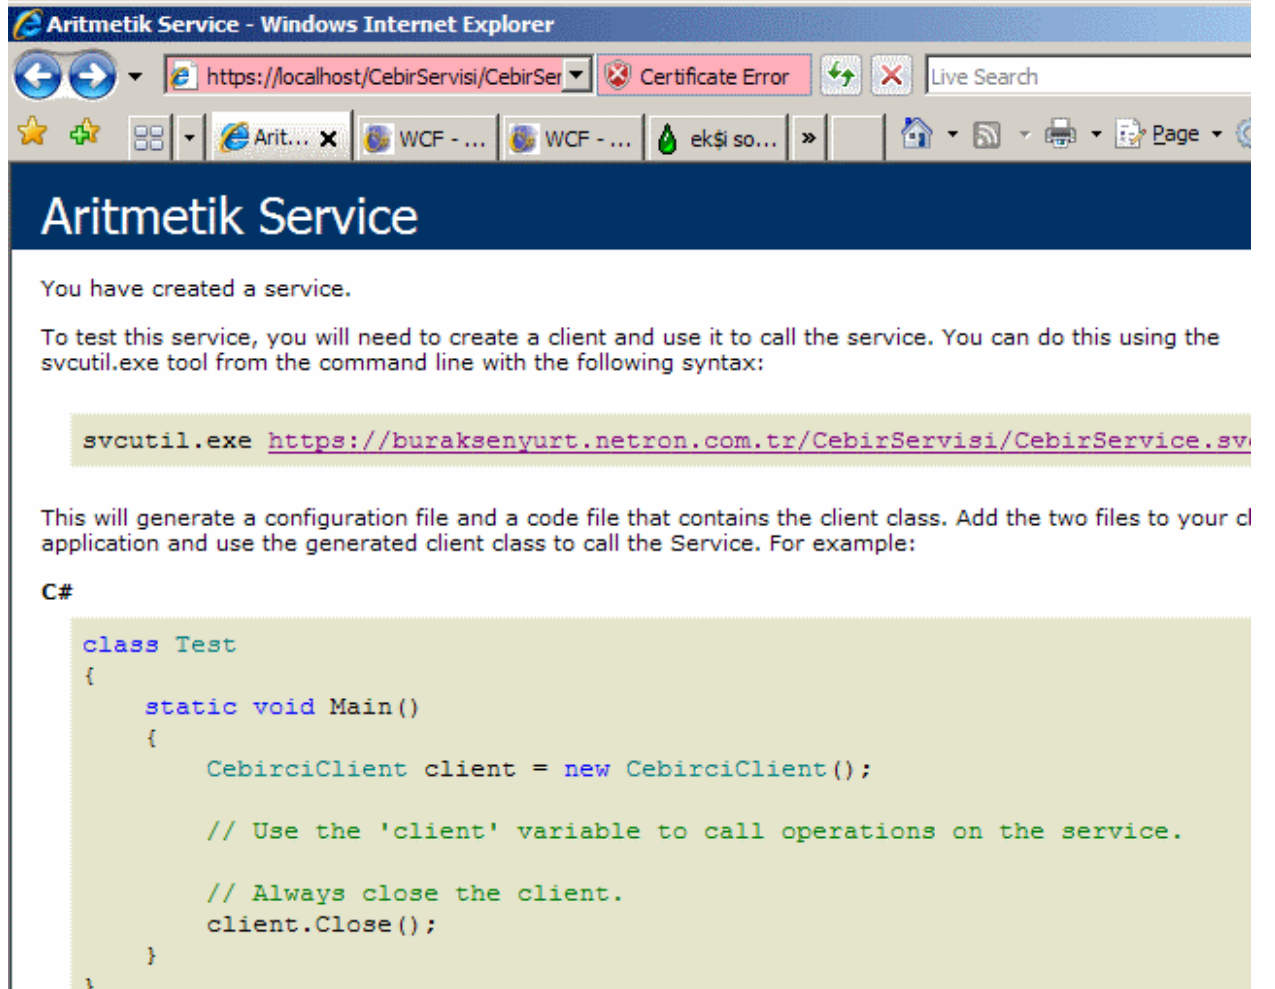 Aritmetik Service - Windows Internet Explorer
https://localhost/CebirServisi/CebirSer
Certificate Error
Live Search
Arit...
WCF - ...
WCF - ...
ek$i so...
»
Page
Aritmetik Service
You have created a service.
To test this service, you will need to create a client and use it to call the service. You can do this using the
svcutil.exe tool from the command line with the following syntax:
svcutil.exe https://buraksenyurt.netron.com.tr/CebirServisi/CebirService.sv
This will generate a configuration file and a code file that contains the client class. Add the two files to your cl
application and use the generated client class to call the Service. For example:
C#
class Test
{
static void Main()
{
CebirciClient client = new CebirciClient();
// Use the 'client' variable to call operations on the service.
// Always close the client.
client.Close();
}
}